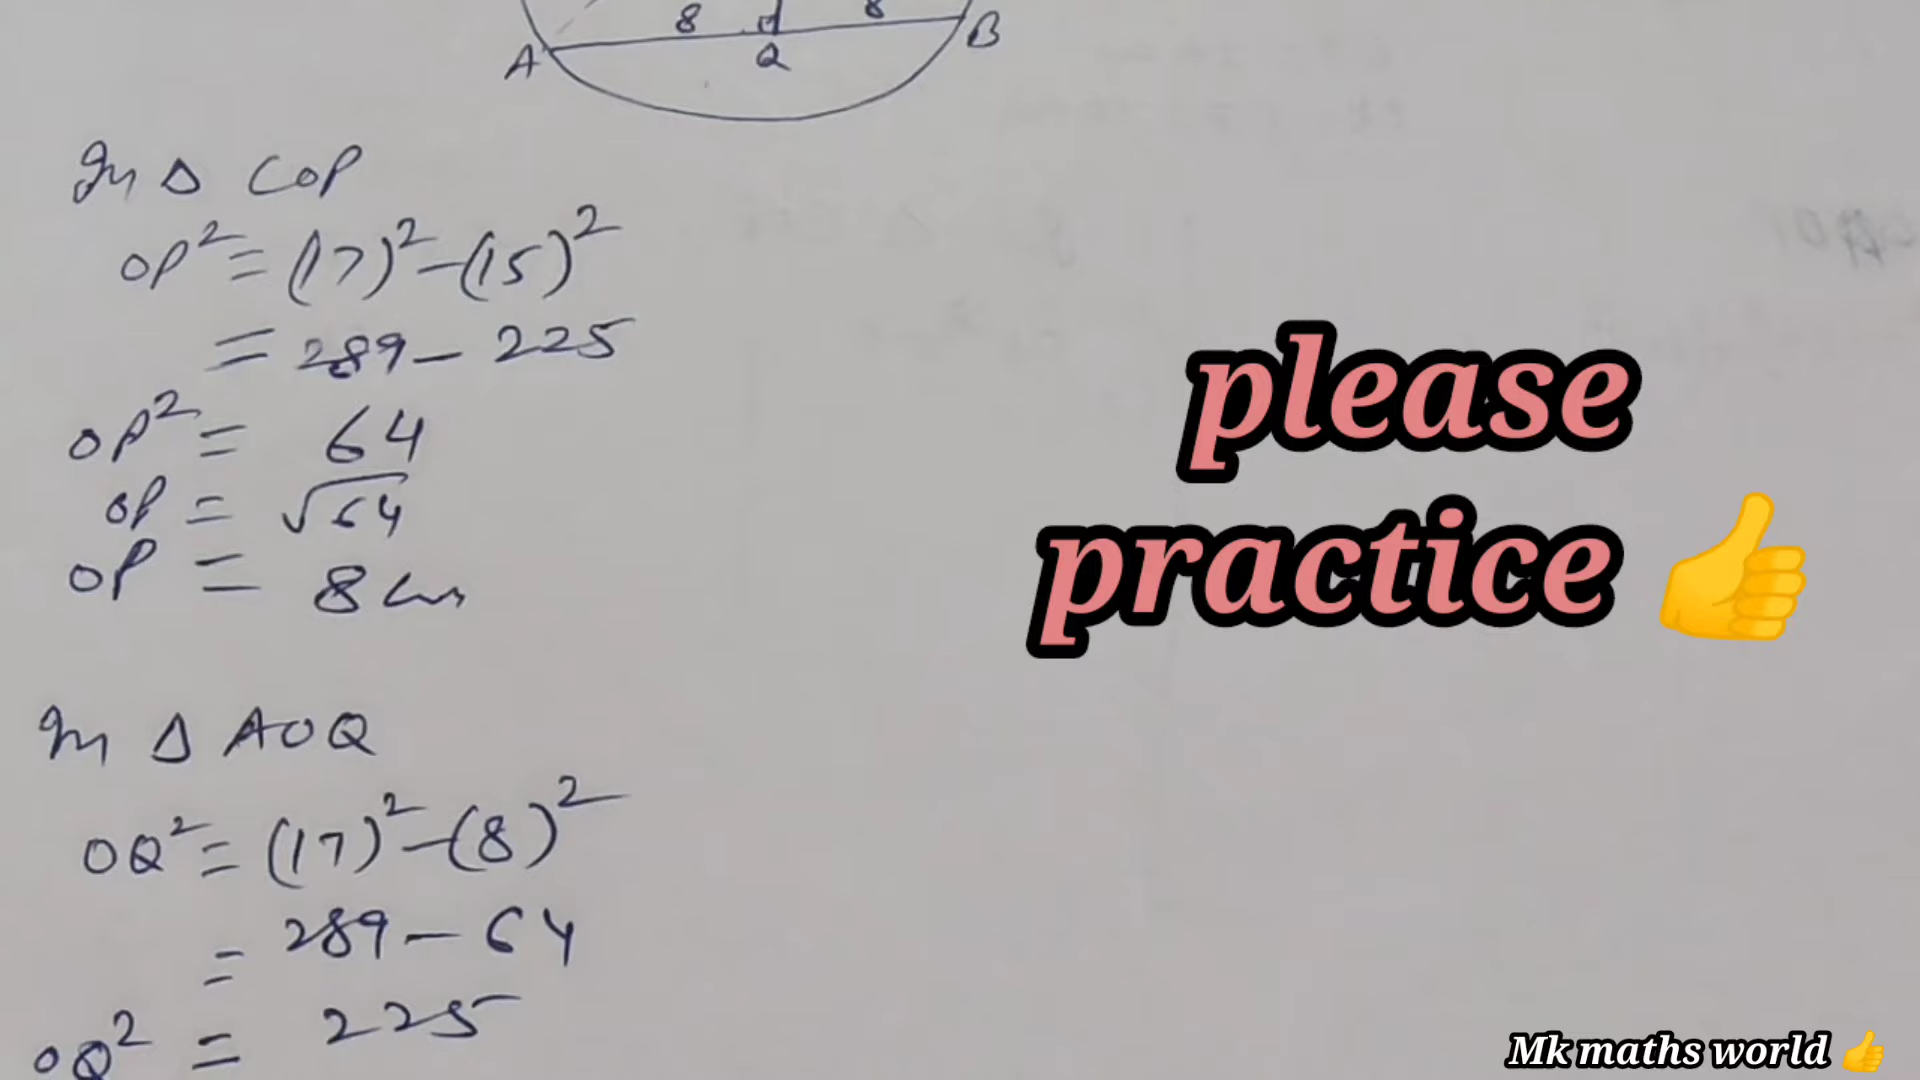 8 8
A Q B
In Δ COP
OP² = (17)² - (15)²
= 289 - 225
OP² = 64
OP = √64
OP = 8 cm
In Δ AOQ
OQ² = (17)² - (8)²
= 289 - 64
OQ² = 225
please
practice 👍
Mk maths world 👍